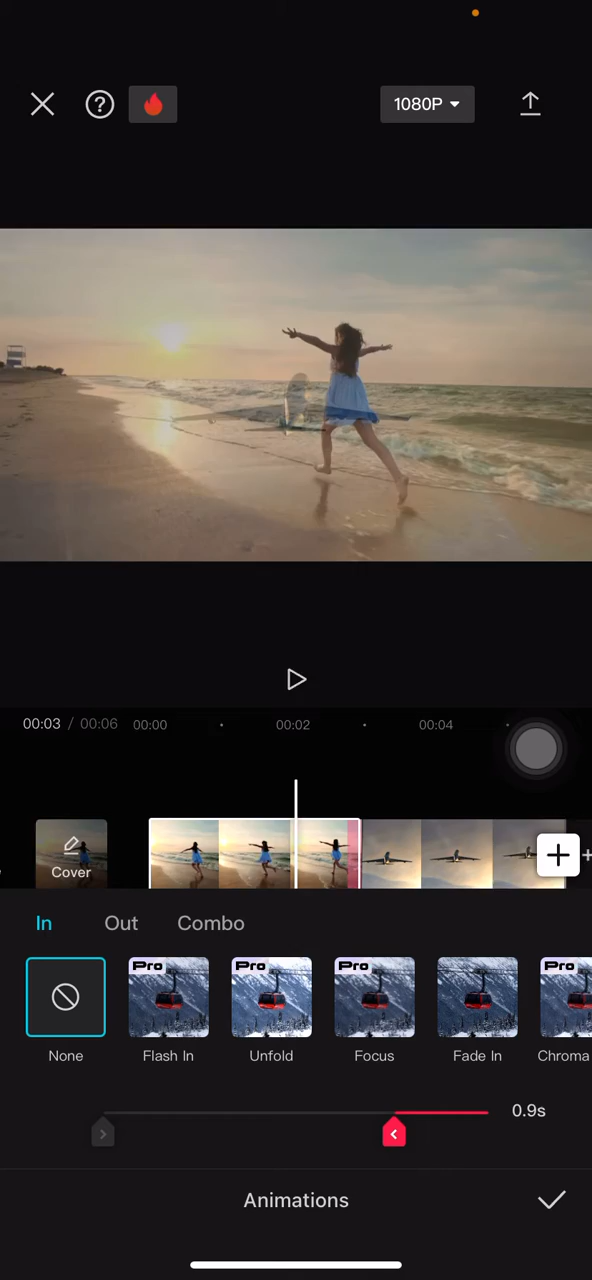 1080P
00:03 / 00:06 00:00 00:02 00:04
Cover
In Out Combo
Pro Pro Pro Pro
None Flash In Unfold Focus Fade In Chroma
0.9s
Animations